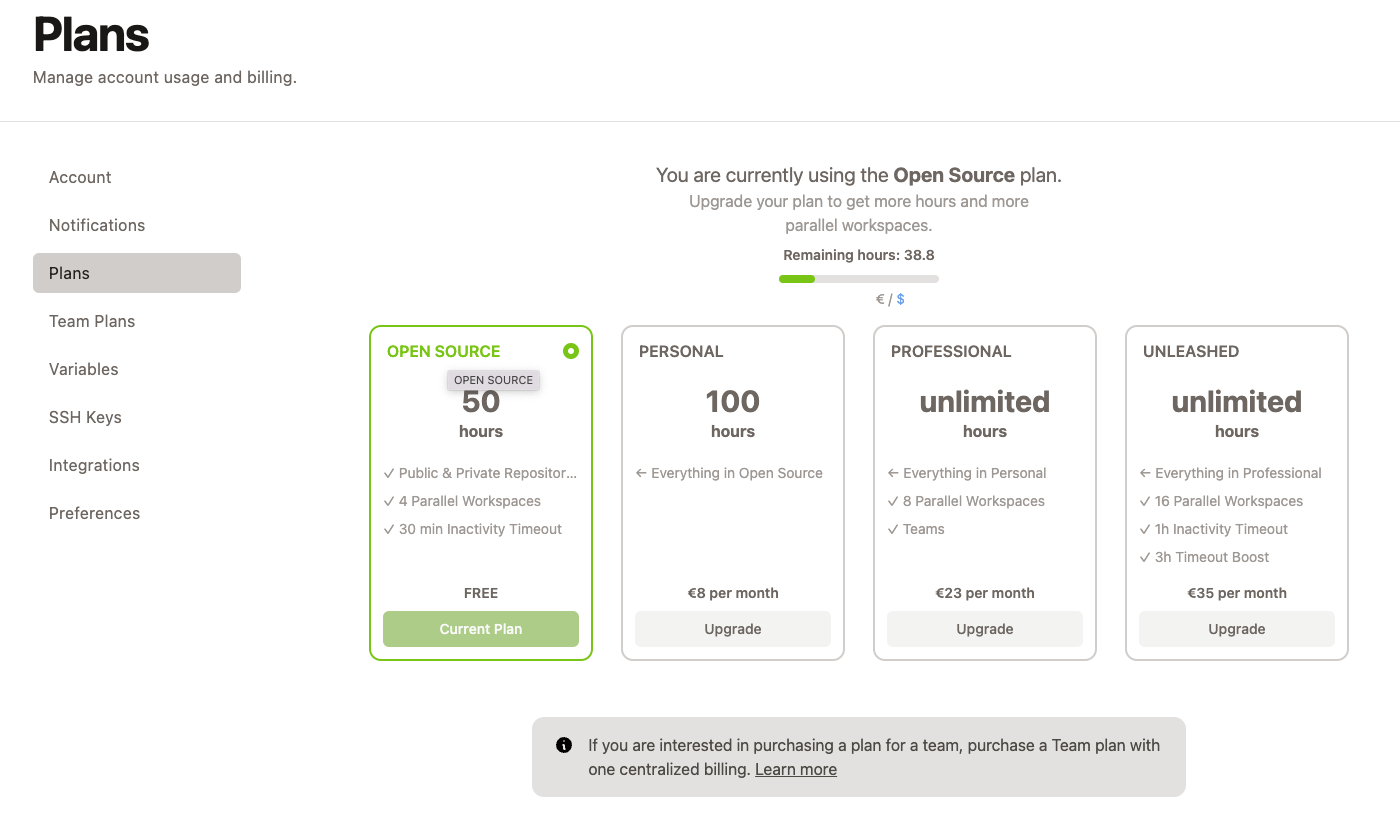 Plans
Manage account usage and billing.
Account
Notifications
Plans
Team Plans
Variables
SSH Keys
Integrations
Preferences
You are currently using the Open Source plan.
Upgrade your plan to get more hours and more
parallel workspaces.
Remaining hours: 38.8
€ / $
OPEN SOURCE
OPEN SOURCE
50
hours
✓ Public & Private Repositor...
✓ 4 Parallel Workspaces
✓ 30 min Inactivity Timeout
FREE
Current Plan
PERSONAL
100
hours
← Everything in Open Source
€8 per month
Upgrade
PROFESSIONAL
unlimited
hours
← Everything in Personal
✓ 8 Parallel Workspaces
✓ Teams
€23 per month
Upgrade
UNLEASHED
unlimited
hours
← Everything in Professional
✓ 16 Parallel Workspaces
✓ 1h Inactivity Timeout
✓ 3h Timeout Boost
€35 per month
Upgrade
If you are interested in purchasing a plan for a team, purchase a Team plan with
one centralized billing. Learn more